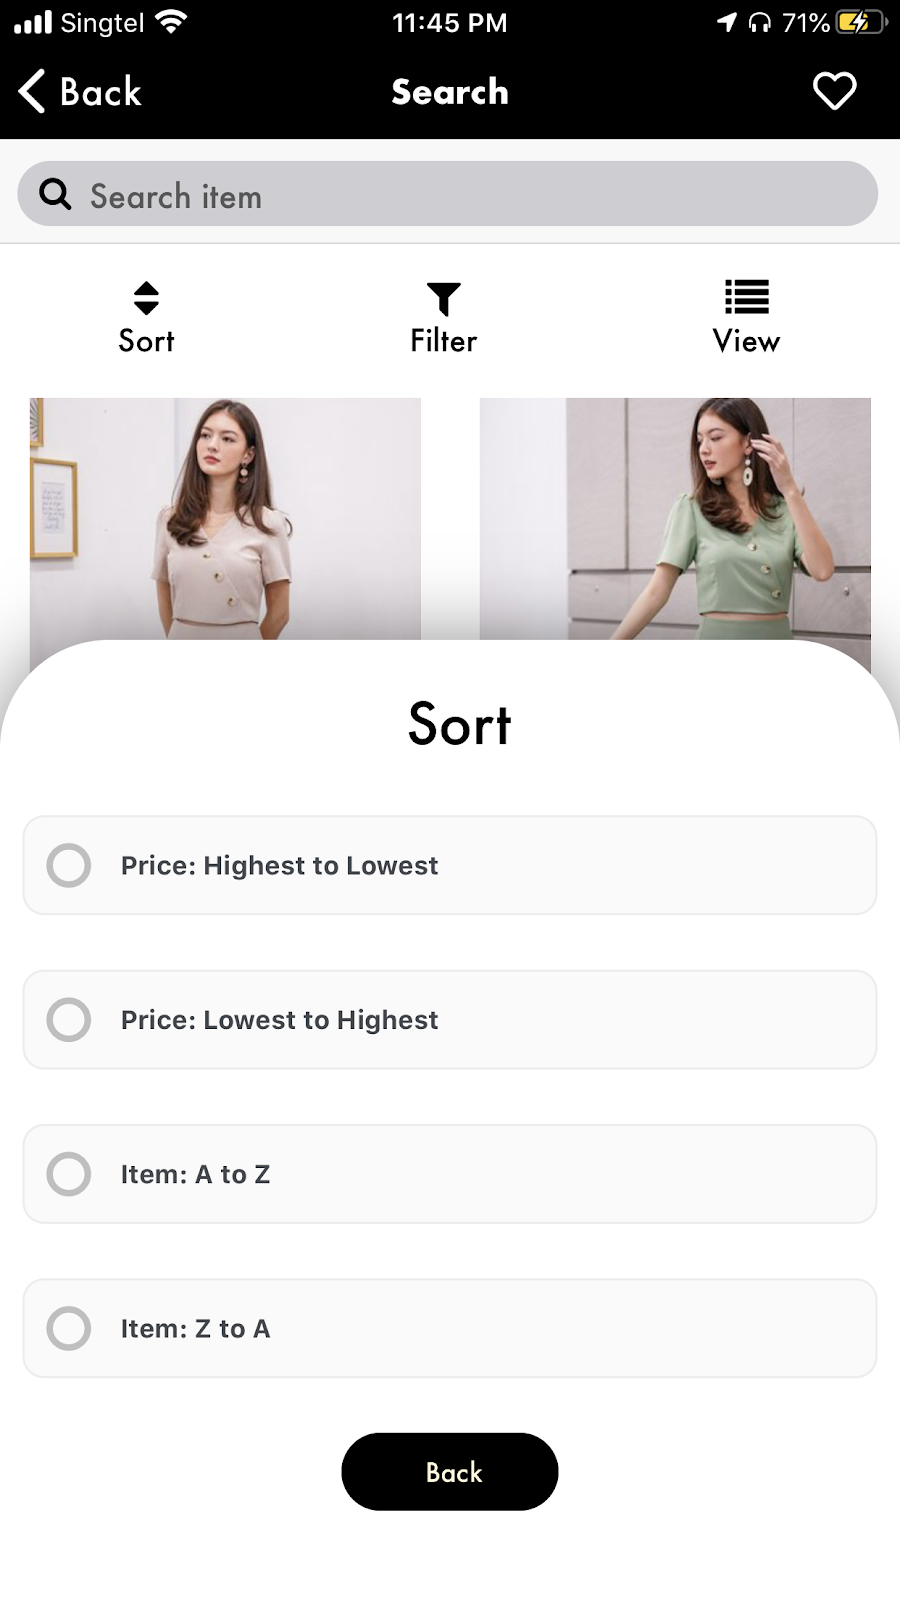 Singtel 11:45 PM 71%
Back Search
Search item
Sort Filter View
Sort
Price: Highest to Lowest
Price: Lowest to Highest
Item: A to Z
Item: Z to A
Back